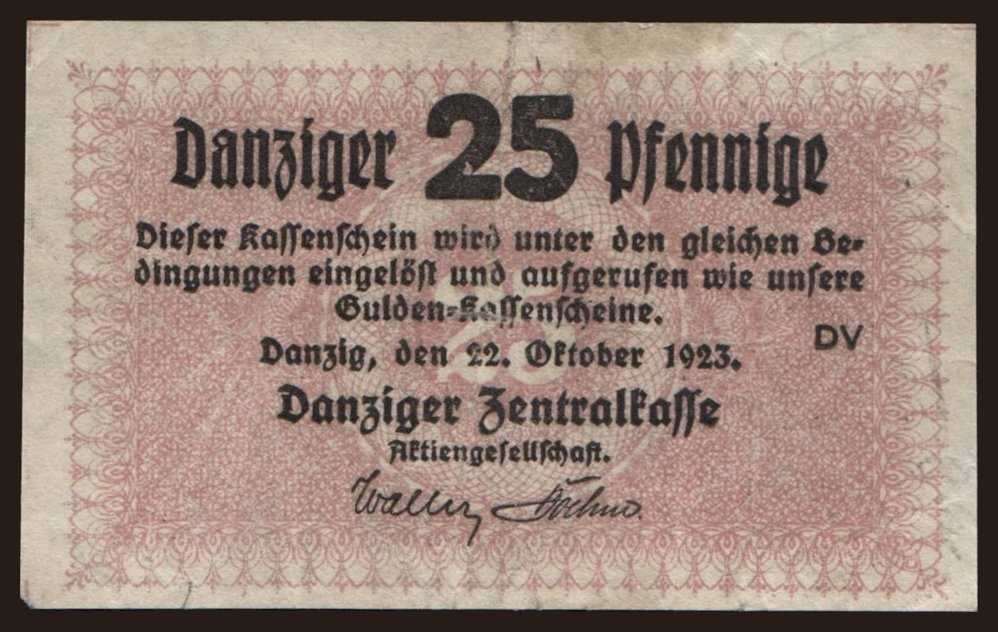 Danziger 25 Pfennige
Dieser Kassenschein wird unter den gleichen Be-
dingungen eingelöst und aufgerufen wie unsere
Gulden-Kassenscheine.
Danzig, den 22. Oktober 1923.
DV
Danziger Zentralkasse
Aktiengesellschaft.
25